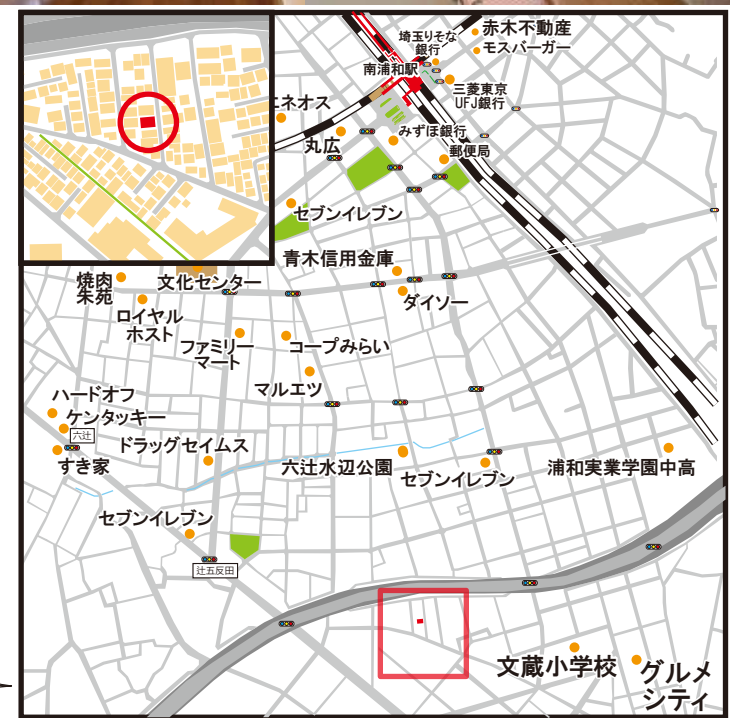 赤木不動産
埼玉りそな
銀行
モスバーガー
南浦和駅
三菱東京
UFJ銀行
エネオス
みずほ銀行
丸広
郵便局
セブンイレブン
青木信用金庫
焼肉
朱苑
文化センター
ダイソー
ロイヤル
ホスト
ファミリー
マート
コープみらい
マルエツ
ハードオフ
ケンタッキー
六辻
すき家
ドラッグセイムス
六辻水辺公園
セブンイレブン
浦和実業学園中高
セブンイレブン
辻五反田
文蔵小学校
グルメ
シティ